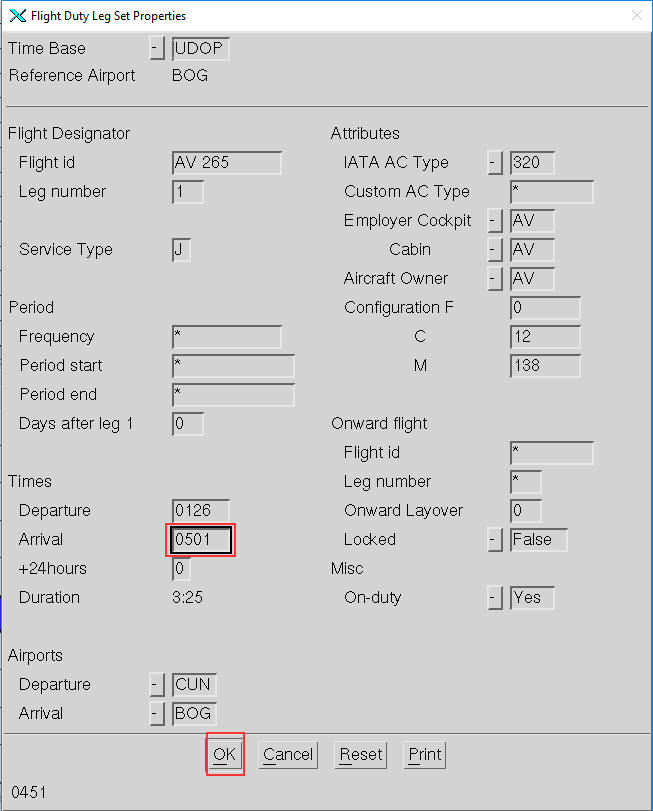 Flight Duty Leg Set Properties
Time Base - UDOP
Reference Airport BOG
Flight Designator
Flight id AV 265
Leg number 1
Service Type J
Period
Frequency *
Period start *
Period end *
Days after leg 1 0
Times
Departure 0126
Arrival 0501
+24hours 0
Duration 3:25
Airports
Departure - CUN
Arrival - BOG
Attributes
IATA AC Type - 320
Custom AC Type *
Employer Cockpit - AV
Cabin - AV
Aircraft Owner - AV
Configuration F 0
C 12
M 138
Onward flight
Flight id *
Leg number *
Onward Layover 0
Locked - False
Misc
On-duty - Yes
OK Cancel Reset Print
0451